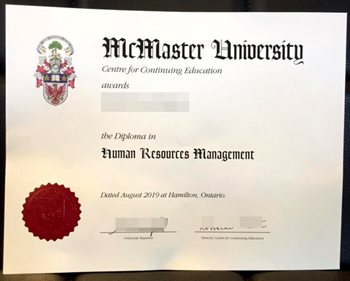 McMaster University
Centre for Continuing Education
awards
the Diploma in
Human Resources Management
Dated August 2019 at Hamilton, Ontario.
University Registrar
Director, Centre for Continuing Education